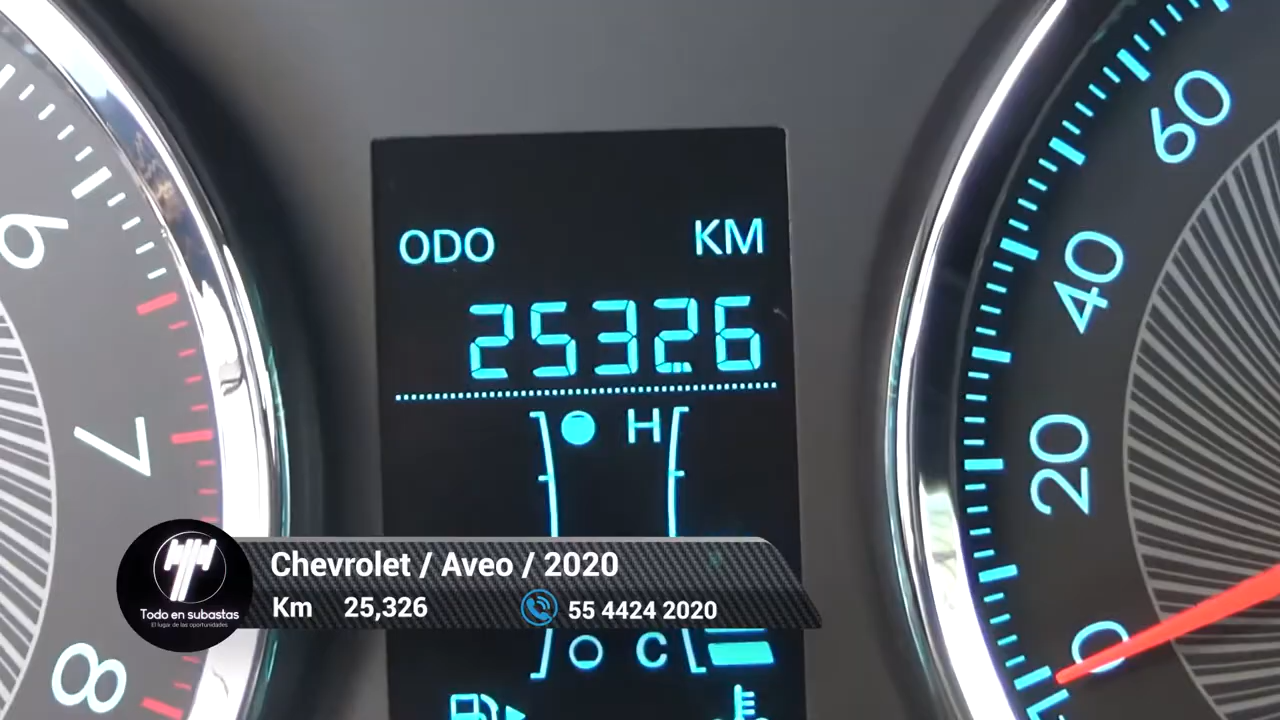 ODO KM
25326
H
C
6
7
8
60
40
20
0
Todo en subastas
El lugar de las oportunidades
Chevrolet / Aveo / 2020
Km 25,326
55 4424 2020